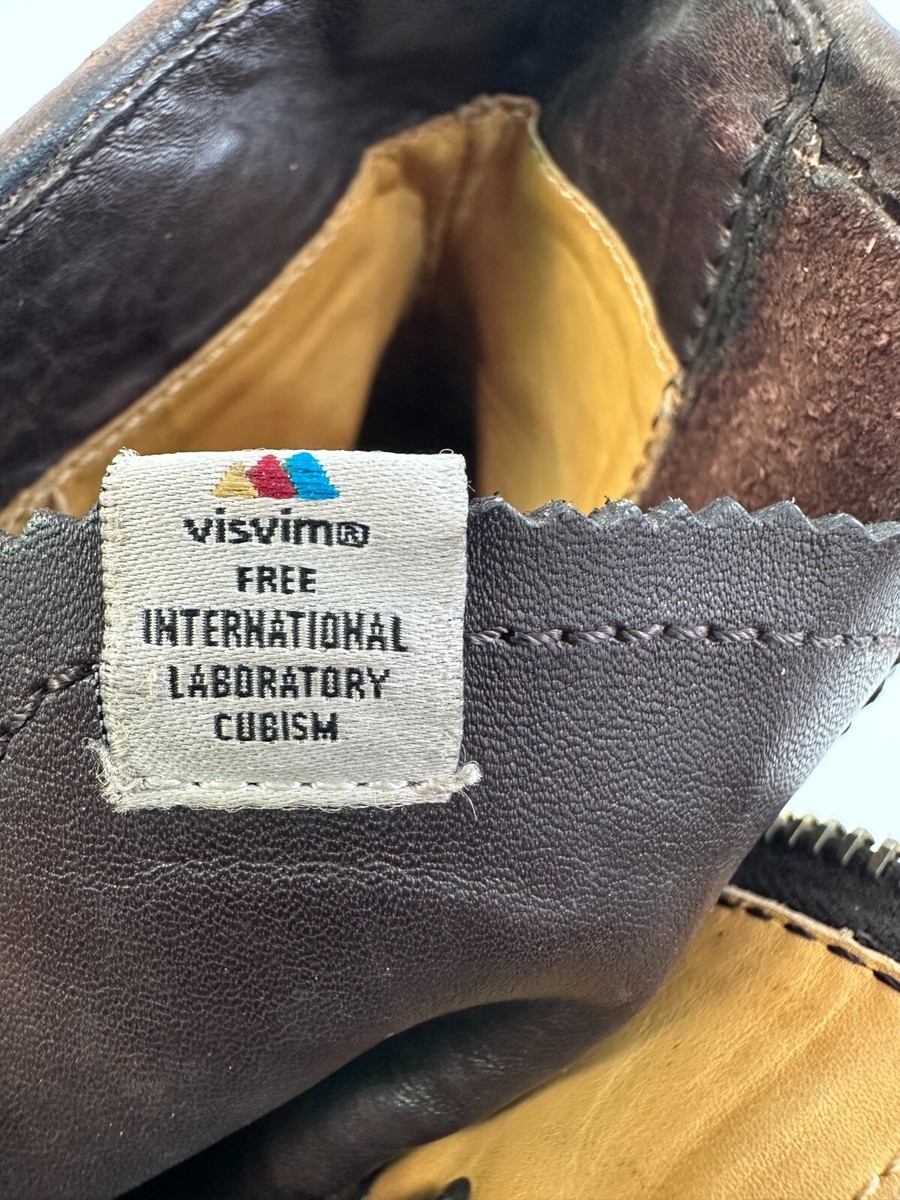 visvim®
FREE
INTERNATIONAL
LABORATORY
CUBISM